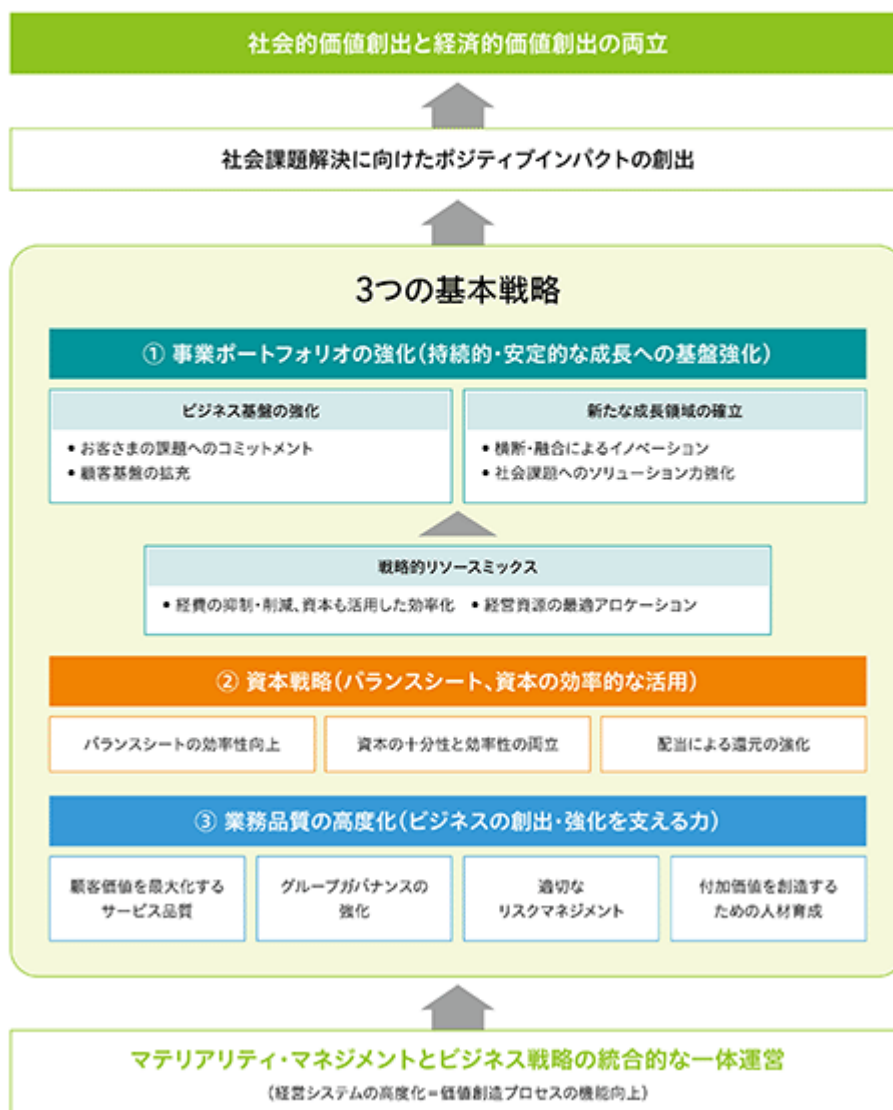 社会的価値創出と経済的価値創出の両立
社会課題解決に向けたポジティブインパクトの創出
3つの基本戦略
① 事業ポートフォリオの強化(持続的・安定的な成長への基盤強化)
ビジネス基盤の強化
• お客さまの課題へのコミットメント
• 顧客基盤の拡充
新たな成長領域の確立
• 横断・融合によるイノベーション
• 社会課題へのソリューション力強化
戦略的リソースミックス
• 経費の抑制・削減、資本も活用した効率化 • 経営資源の最適アロケーション
② 資本戦略(バランスシート、資本の効率的な活用)
バランスシートの効率性向上
資本の十分性と効率性の両立
配当による還元の強化
③ 業務品質の高度化(ビジネスの創出・強化を支える力)
顧客価値を最大化する
サービス品質
グループガバナンスの
強化
適切な
リスクマネジメント
付加価値を創造する
ための人材育成
マテリアリティ・マネジメントとビジネス戦略の統合的な一体運営
(経営システムの高度化=価値創造プロセスの機能向上)